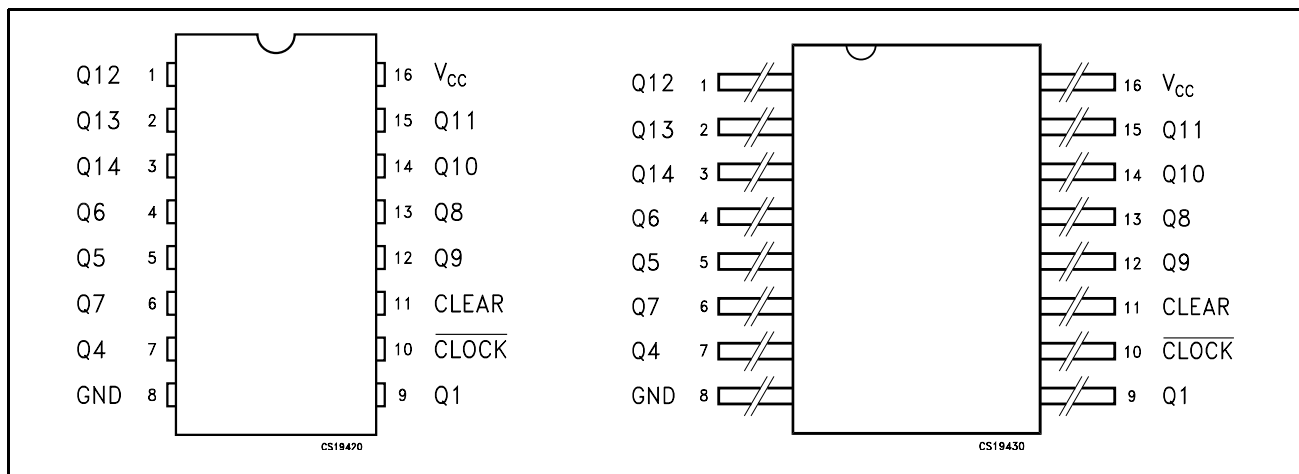 Q12 1 16 VCC
Q13 2 15 Q11
Q14 3 14 Q10
Q6 4 13 Q8
Q5 5 12 Q9
Q7 6 11 CLEAR
Q4 7 10 C̅L̅O̅C̅K̅
GND 8 9 Q1
CS19420
Q12 1 16 VCC
Q13 2 15 Q11
Q14 3 14 Q10
Q6 4 13 Q8
Q5 5 12 Q9
Q7 6 11 CLEAR
Q4 7 10 C̅L̅O̅C̅K̅
GND 8 9 Q1
CS19430